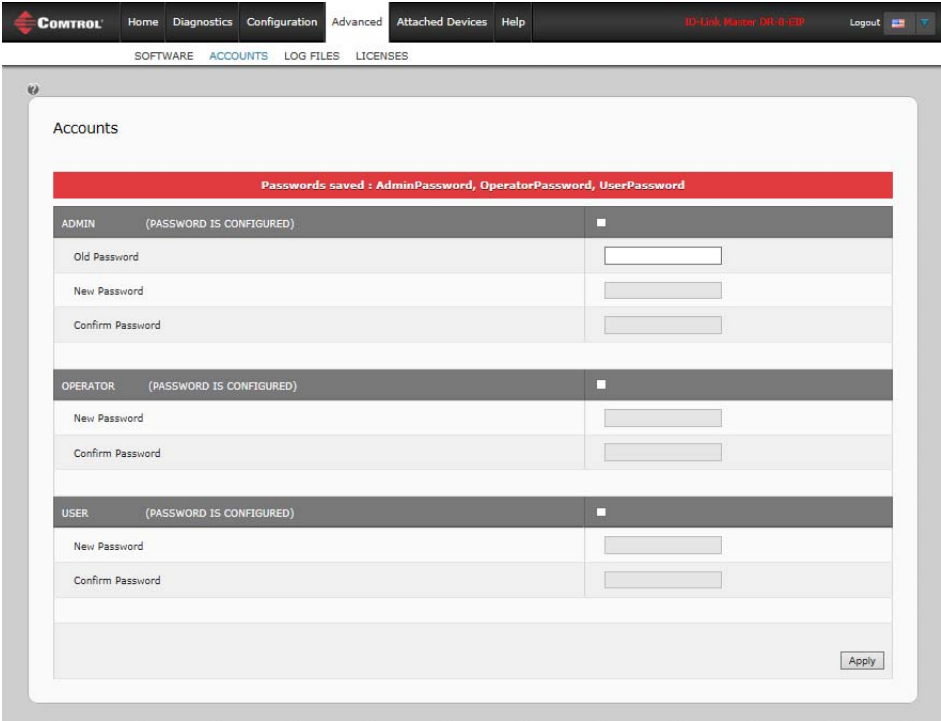 COMTROL Home Diagnostics Configuration Advanced Attached Devices Help IO-Link Master DR-8-EIP Logout
SOFTWARE ACCOUNTS LOG FILES LICENSES
?
Accounts
Passwords saved : AdminPassword, OperatorPassword, UserPassword
ADMIN (PASSWORD IS CONFIGURED)
Old Password
New Password
Confirm Password
OPERATOR (PASSWORD IS CONFIGURED)
New Password
Confirm Password
USER (PASSWORD IS CONFIGURED)
New Password
Confirm Password
Apply